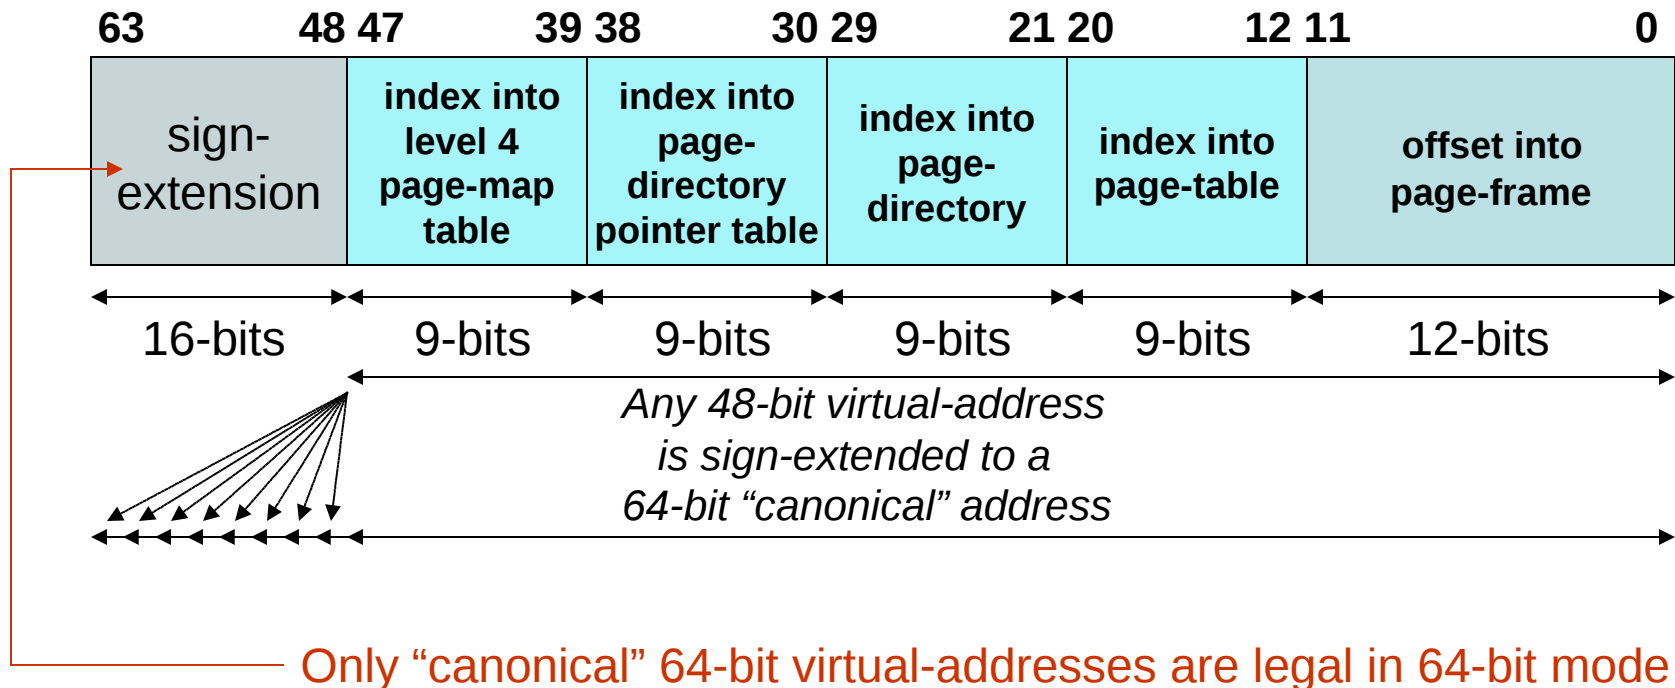 63 48 47 39 38 30 29 21 20 12 11 0
sign-
extension
index into
level 4
page-map
table
index into
page-
directory
pointer table
index into
page-
directory
index into
page-table
offset into
page-frame
16-bits 9-bits 9-bits 9-bits 9-bits 12-bits
Any 48-bit virtual-address
is sign-extended to a
64-bit “canonical” address
Only “canonical” 64-bit virtual-addresses are legal in 64-bit mode